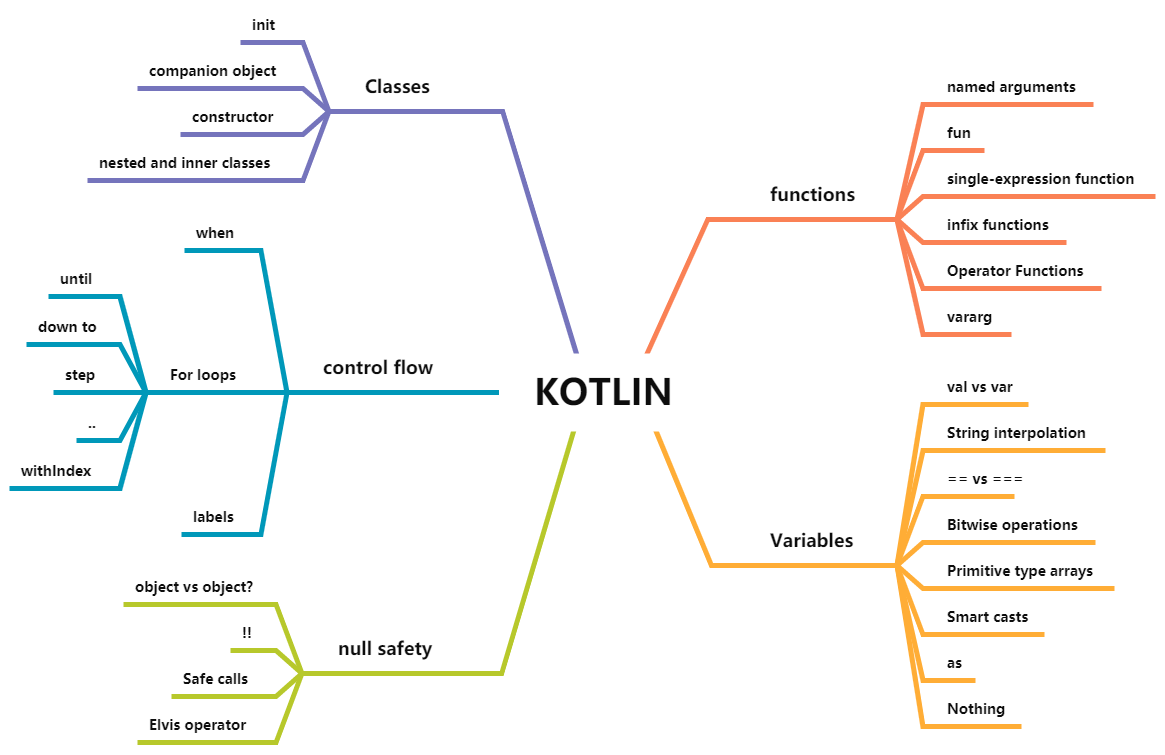 KOTLIN
Classes
init
companion object
constructor
nested and inner classes
control flow
when
For loops
until
down to
step
..
withIndex
labels
null safety
object vs object?
!!
Safe calls
Elvis operator
functions
named arguments
fun
single-expression function
infix functions
Operator Functions
vararg
Variables
val vs var
String interpolation
== vs ===
Bitwise operations
Primitive type arrays
Smart casts
as
Nothing